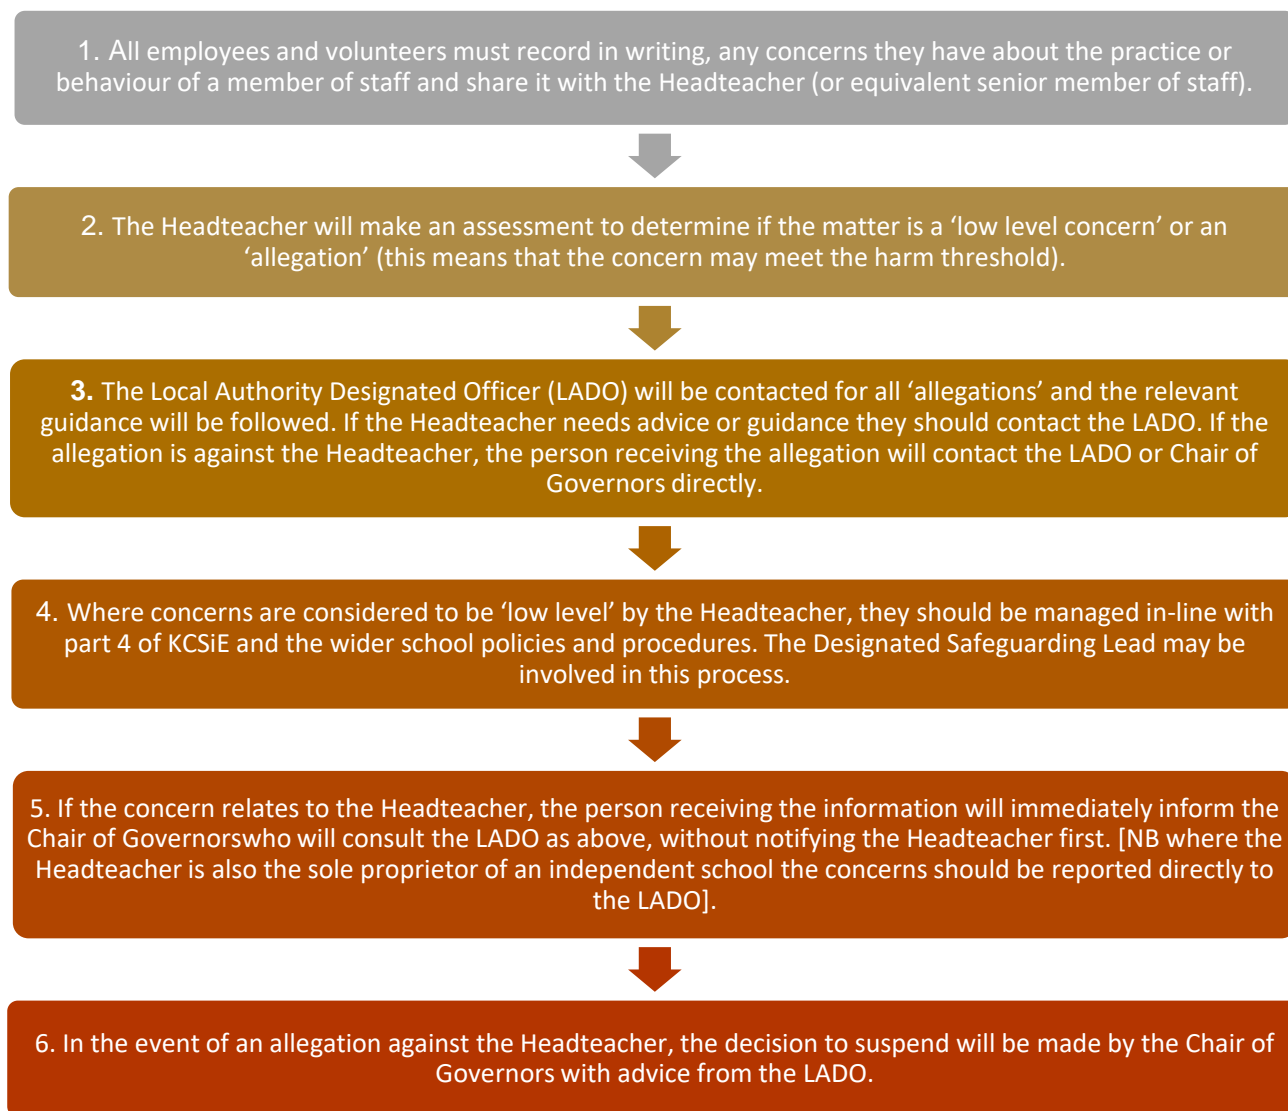 1. All employees and volunteers must record in writing, any concerns they have about the practice or
behaviour of a member of staff and share it with the Headteacher (or equivalent senior member of staff).
2. The Headteacher will make an assessment to determine if the matter is a ‘low level concern’ or an
‘allegation’ (this means that the concern may meet the harm threshold).
3. The Local Authority Designated Officer (LADO) will be contacted for all ‘allegations’ and the relevant
guidance will be followed. If the Headteacher needs advice or guidance they should contact the LADO. If the
allegation is against the Headteacher, the person receiving the allegation will contact the LADO or Chair of
Governors directly.
4. Where concerns are considered to be ‘low level’ by the Headteacher, they should be managed in-line with
part 4 of KCSiE and the wider school policies and procedures. The Designated Safeguarding Lead may be
involved in this process.
5. If the concern relates to the Headteacher, the person receiving the information will immediately inform the
Chair of Governorswho will consult the LADO as above, without notifying the Headteacher first. [NB where the
Headteacher is also the sole proprietor of an independent school the concerns should be reported directly to
the LADO].
6. In the event of an allegation against the Headteacher, the decision to suspend will be made by the Chair of
Governors with advice from the LADO.